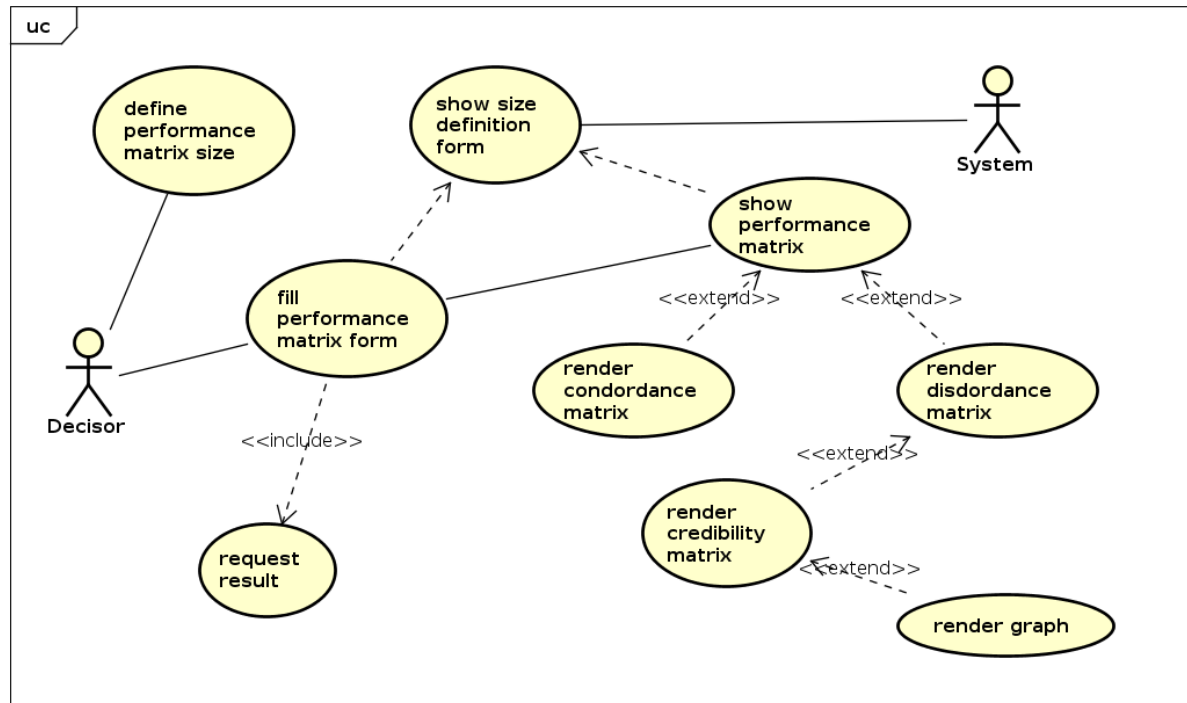 uc
define
performance
matrix size
show size
definition
form
System
show
performance
matrix
fill
performance
matrix form
<<extend>>
<<extend>>
Decisor
render
condordance
matrix
render
disdordance
matrix
<<include>>
<<extend>>
render
credibility
matrix
request
result
<<extend>>
render graph